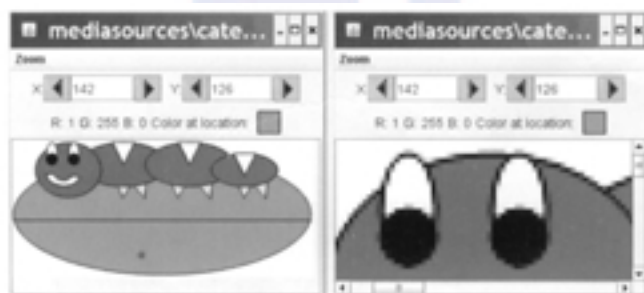 mediasources\cate...
Zoom
X: 142 Y: 126
R: 1 G: 255 B: 0 Color at location:
mediasources\cate...
Zoom
X: 142 Y: 126
R: 1 G: 255 B: 0 Color at location: